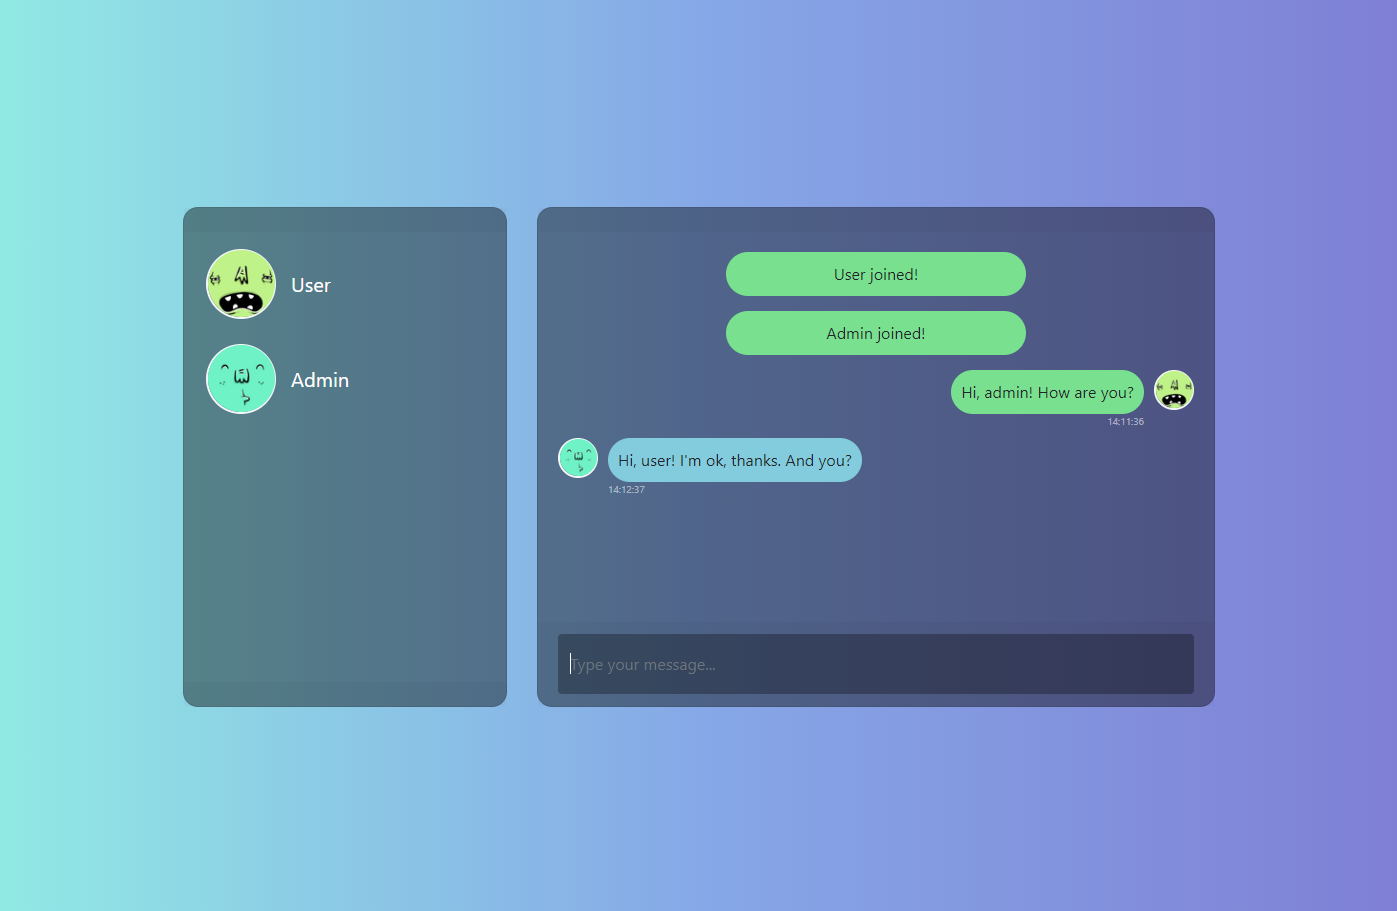 User
Admin
User joined!
Admin joined!
Hi, admin! How are you?
14:11:36
Hi, user! I'm ok, thanks. And you?
14:12:37
Type your message...